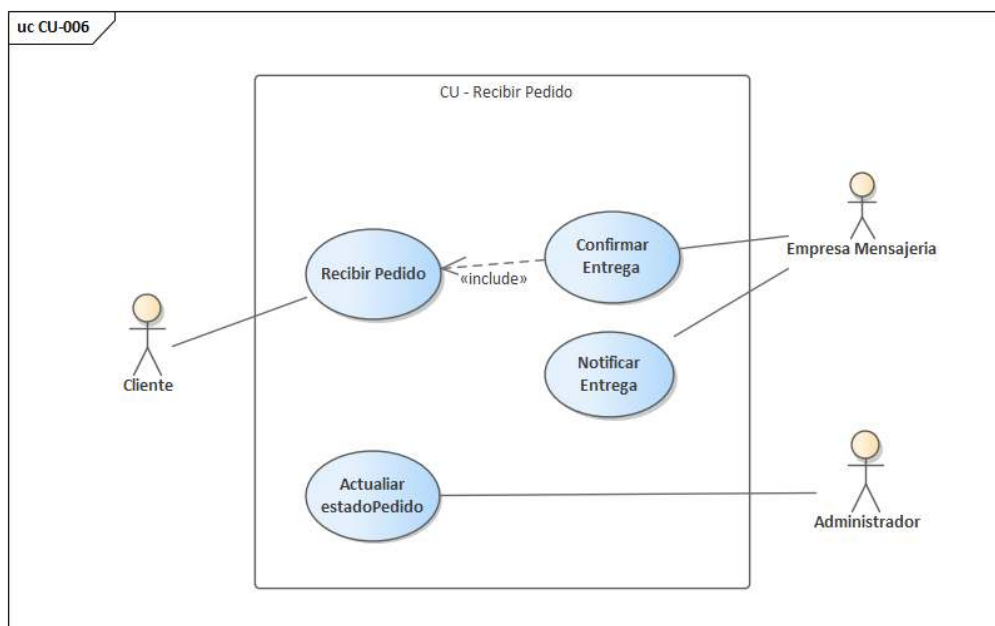 uc CU-006
CU - Recibir Pedido
Recibir Pedido
«include»
Confirmar
Entrega
Empresa Mensajeria
Notificar
Entrega
Cliente
Actualiar
estadoPedido
Administrador